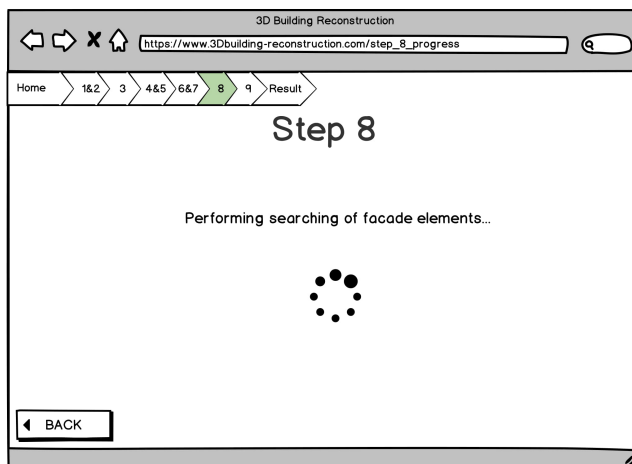 3D Building Reconstruction
https://www.3Dbuilding-reconstruction.com/step_8_progress
Home 1&2 3 4&5 6&7 8 9 Result
Step 8
Performing searching of facade elements...
BACK